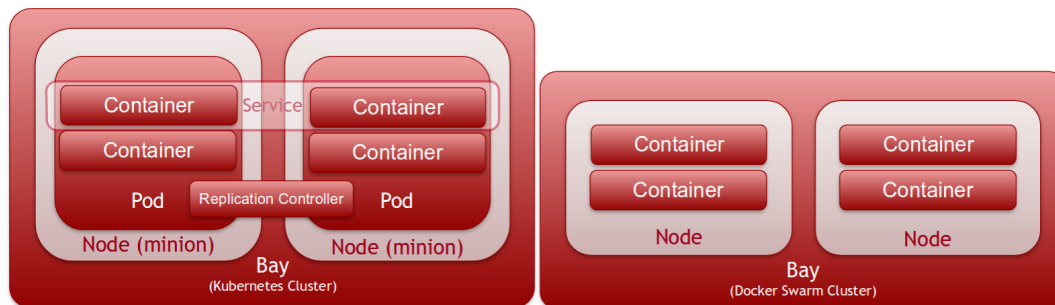 Container
Service
Container
Container
Container
Pod
Replication Controller
Pod
Node (minion)
Node (minion)
Bay
(Kubernetes Cluster)
Container
Container
Container
Container
Node
Node
Bay
(Docker Swarm Cluster)